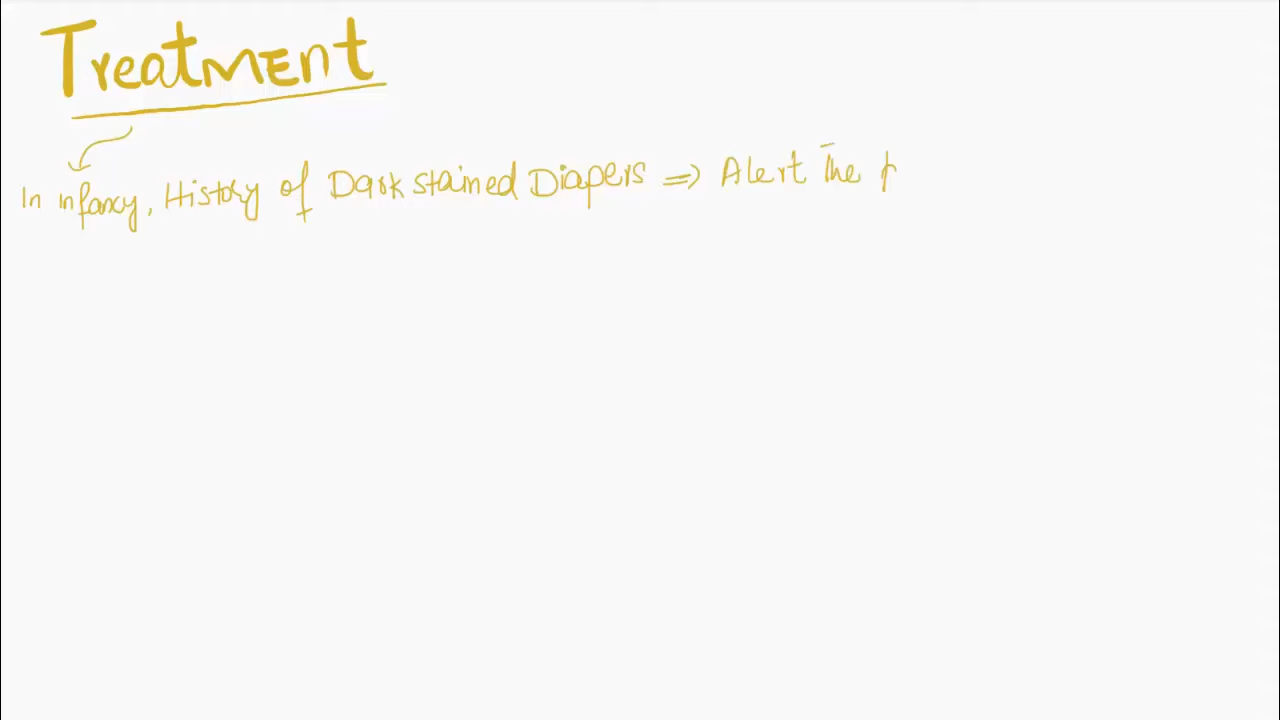 Treatment
In infancy, History of Dark stained Diapers => Alert The